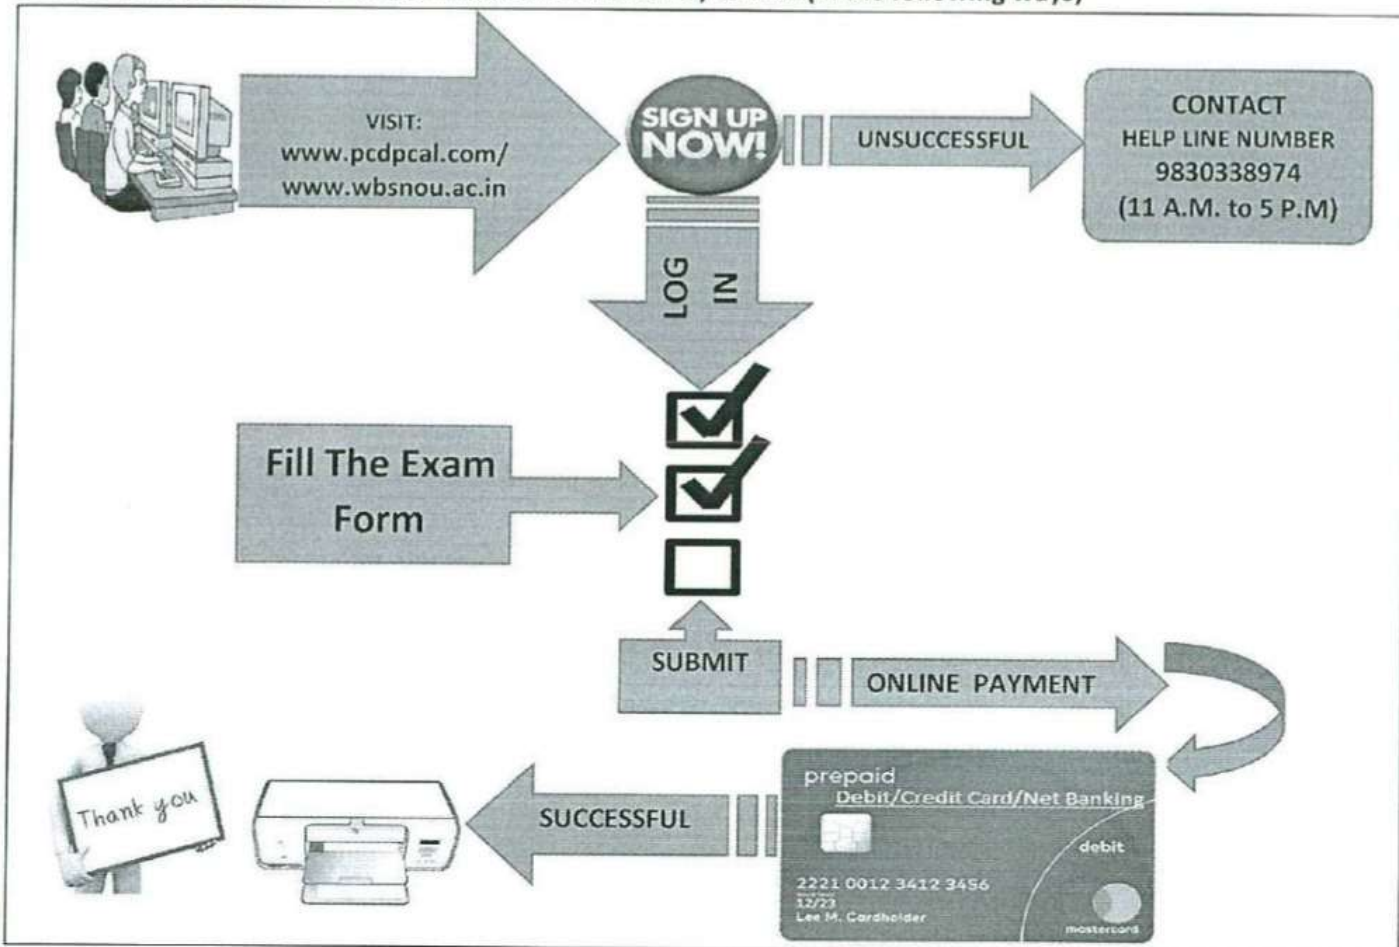 following ways)
VISIT:
www.pcdpcal.com/
www.wbsnou.ac.in
SIGN UP
NOW!
UNSUCCESSFUL
CONTACT
HELP LINE NUMBER
9830338974
(11 A.M. to 5 P.M)
LOG
IN
Fill The Exam
Form
SUBMIT
ONLINE PAYMENT
prepaid
Debit/Credit Card/Net Banking
debit
2221 0012 3412 3456
12/23
Lee M. Cardholder
mastercard
SUCCESSFUL
Thank you